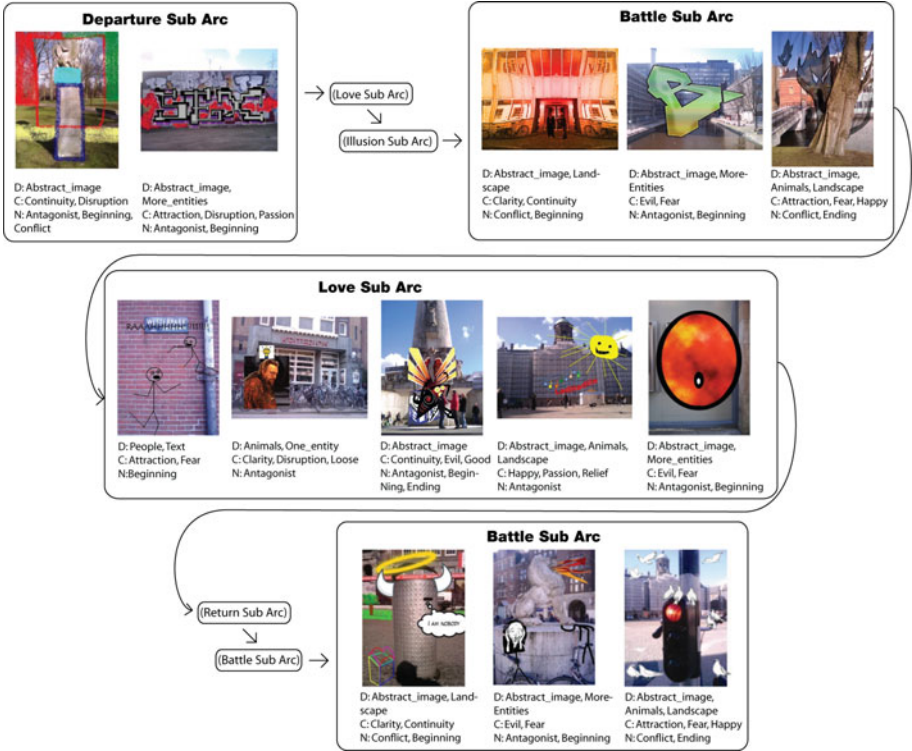 Departure Sub Arc
D: Abstract_image
C: Continuity, Disruption
N: Antagonist, Beginning,
Conflict
D: Abstract_image,
More_entities
C: Attraction, Disruption, Passion
N: Antagonist, Beginning
(Love Sub Arc)
(Illusion Sub Arc)
Battle Sub Arc
D: Abstract_image, Land-
scape
C: Clarity, Continuity
N: Conflict, Beginning
D: Abstract_image, More-
Entities
C: Evil, Fear
N: Antagonist, Beginning
D: Abstract_image,
Animals, Landscape
C: Attraction, Fear, Happy
N: Conflict, Ending
Love Sub Arc
D: People, Text
C: Attraction, Fear
N:Beginning
D: Animals, One_entity
C: Clarity, Disruption, Loose
N: Antagonist
D: Abstract_image
C: Continuity, Evil, Good
N: Antagonist, Begin-
ning, Ending
D: Abstract_image, Animals,
Landscape
C: Happy, Passion, Relief
N: Antagonist
D: Abstract_image,
More_entities
C: Evil, Fear
N: Antagonist, Beginning
(Return Sub Arc)
(Battle Sub Arc)
Battle Sub Arc
I AM NOBODY
D: Abstract_image, Land-
scape
C: Clarity, Continuity
N: Conflict, Beginning
D: Abstract_image, More-
Entities
C: Evil, Fear
N: Antagonist, Beginning
D: Abstract_image,
Animals, Landscape
C: Attraction, Fear, Happy
N: Conflict, Ending